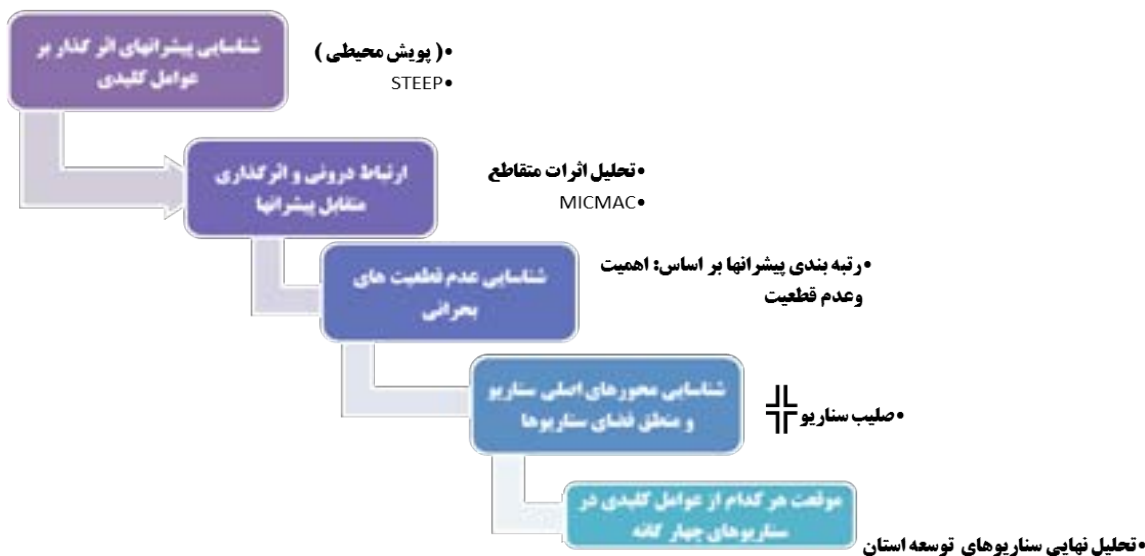 شناسایی پیشرانهای اثر گذار بر
عوامل کلیدی
•( پویش محیطی )
•STEEP
ارتباط درونی و اثرگذاری
متقابل پیشرانها
•تحلیل اثرات متقاطع
•MICMAC
شناسایی عدم قطعیت های
بحرانی
•رتبه بندی پیشرانها بر اساس: اهمیت
وعدم قطعیت
شناسایی محورهای اصلی سناریو
و منطق فضای سناریوها
•صلیب سناریو
موقعت هر کدام از عوامل کلیدی در
سناریوهای چهار گانه
•تحلیل نهایی سناریوهای توسعه استان